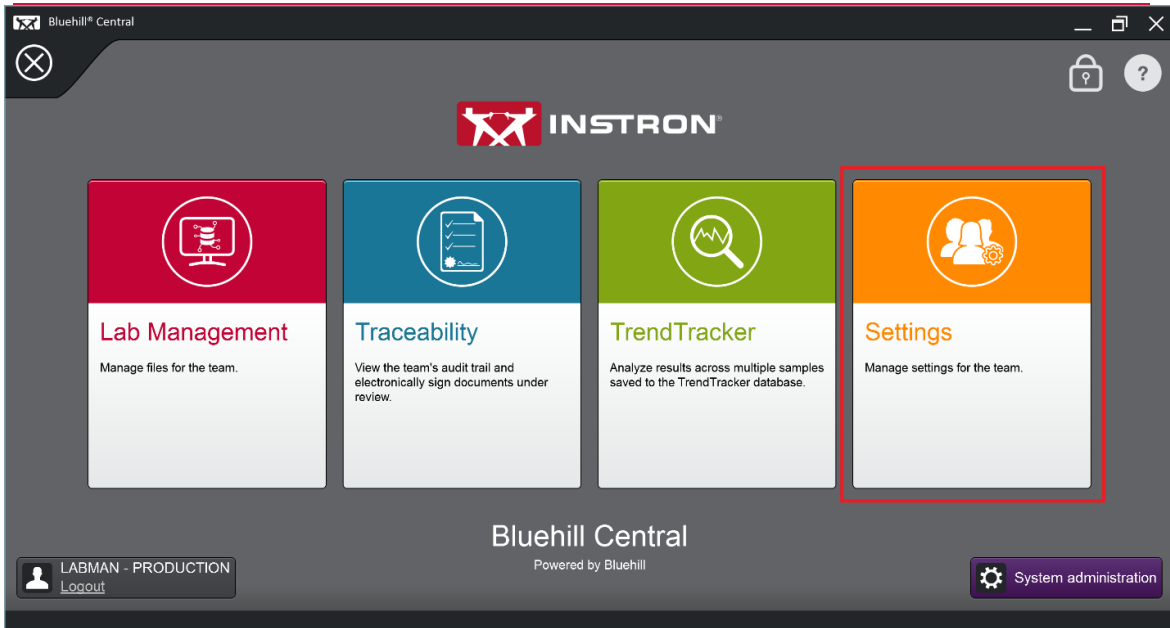 Bluehill® Central
?
INSTRON®
Lab Management
Manage files for the team.
Traceability
View the team's audit trail and
electronically sign documents under
review.
TrendTracker
Analyze results across multiple samples
saved to the TrendTracker database.
Settings
Manage settings for the team.
Bluehill Central
Powered by Bluehill
LABMAN - PRODUCTION
Logout
System administration